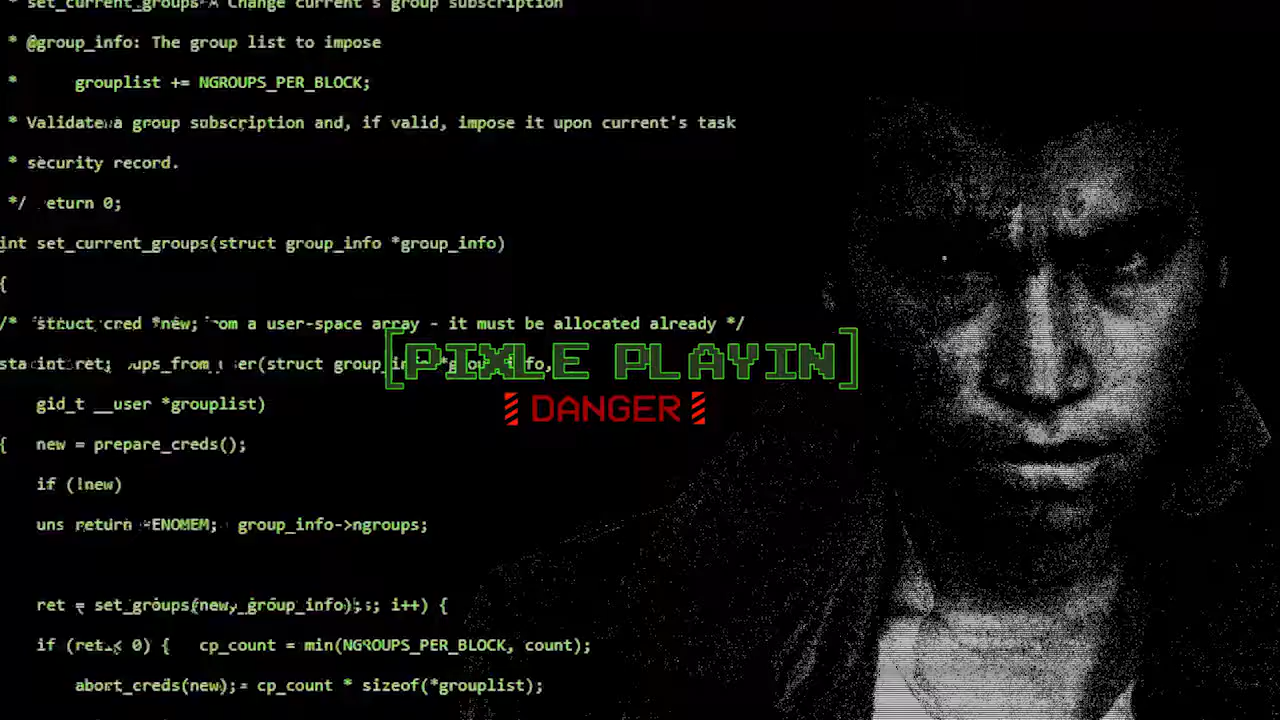 * set_current_groups - Change current's group subscription
* @group_info: The group list to impose
* grouplist += NGROUPS_PER_BLOCK;
* Validate a group subscription and, if valid, impose it upon current's task
* security record.
*/ return 0;
int set_current_groups(struct group_info *group_info)
{
/* struct cred *new; from a user-space array - it must be allocated already */
int ret; (struct group_info *group_info,
[PIXLE PLAYIN]
DANGER
gid_t __user *grouplist)
{ new = prepare_creds();
if (!new)
uns return -ENOMEM; group_info->ngroups;
ret = set_groups(new, group_info); i++) {
if (ret < 0) { cp_count = min(NGROUPS_PER_BLOCK, count);
abort_creds(new);= cp_count * sizeof(*grouplist);